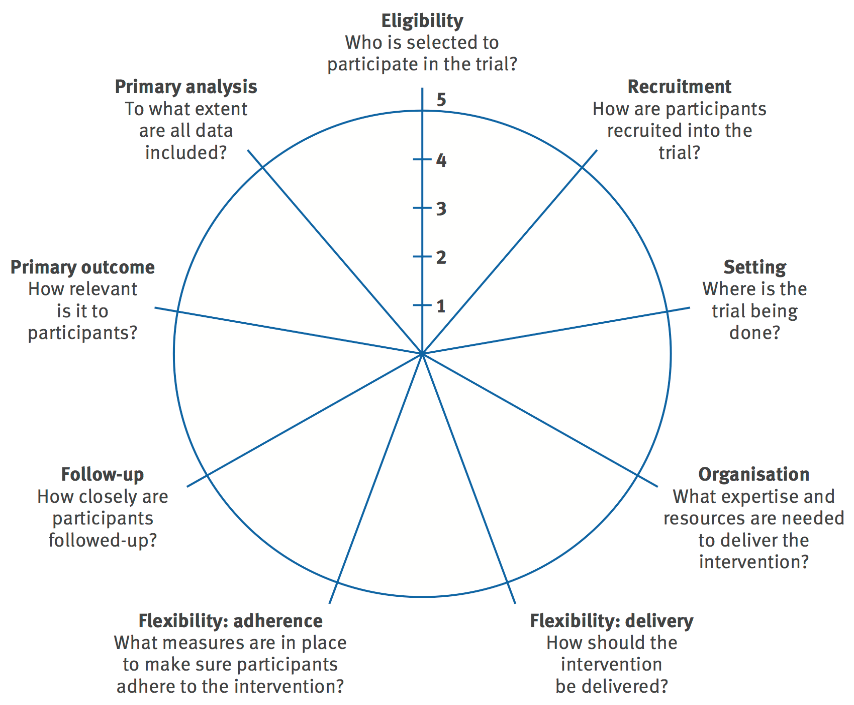 Eligibility
Who is selected to
participate in the trial?
Recruitment
How are participants
recruited into the
trial?
Setting
Where is the
trial being
done?
Organisation
What expertise and
resources are needed
to deliver the
intervention?
Flexibility: delivery
How should the
intervention
be delivered?
Flexibility: adherence
What measures are in place
to make sure participants
adhere to the intervention?
Follow-up
How closely are
participants
followed-up?
Primary outcome
How relevant
is it to
participants?
Primary analysis
To what extent
are all data
included?
5
4
3
2
1